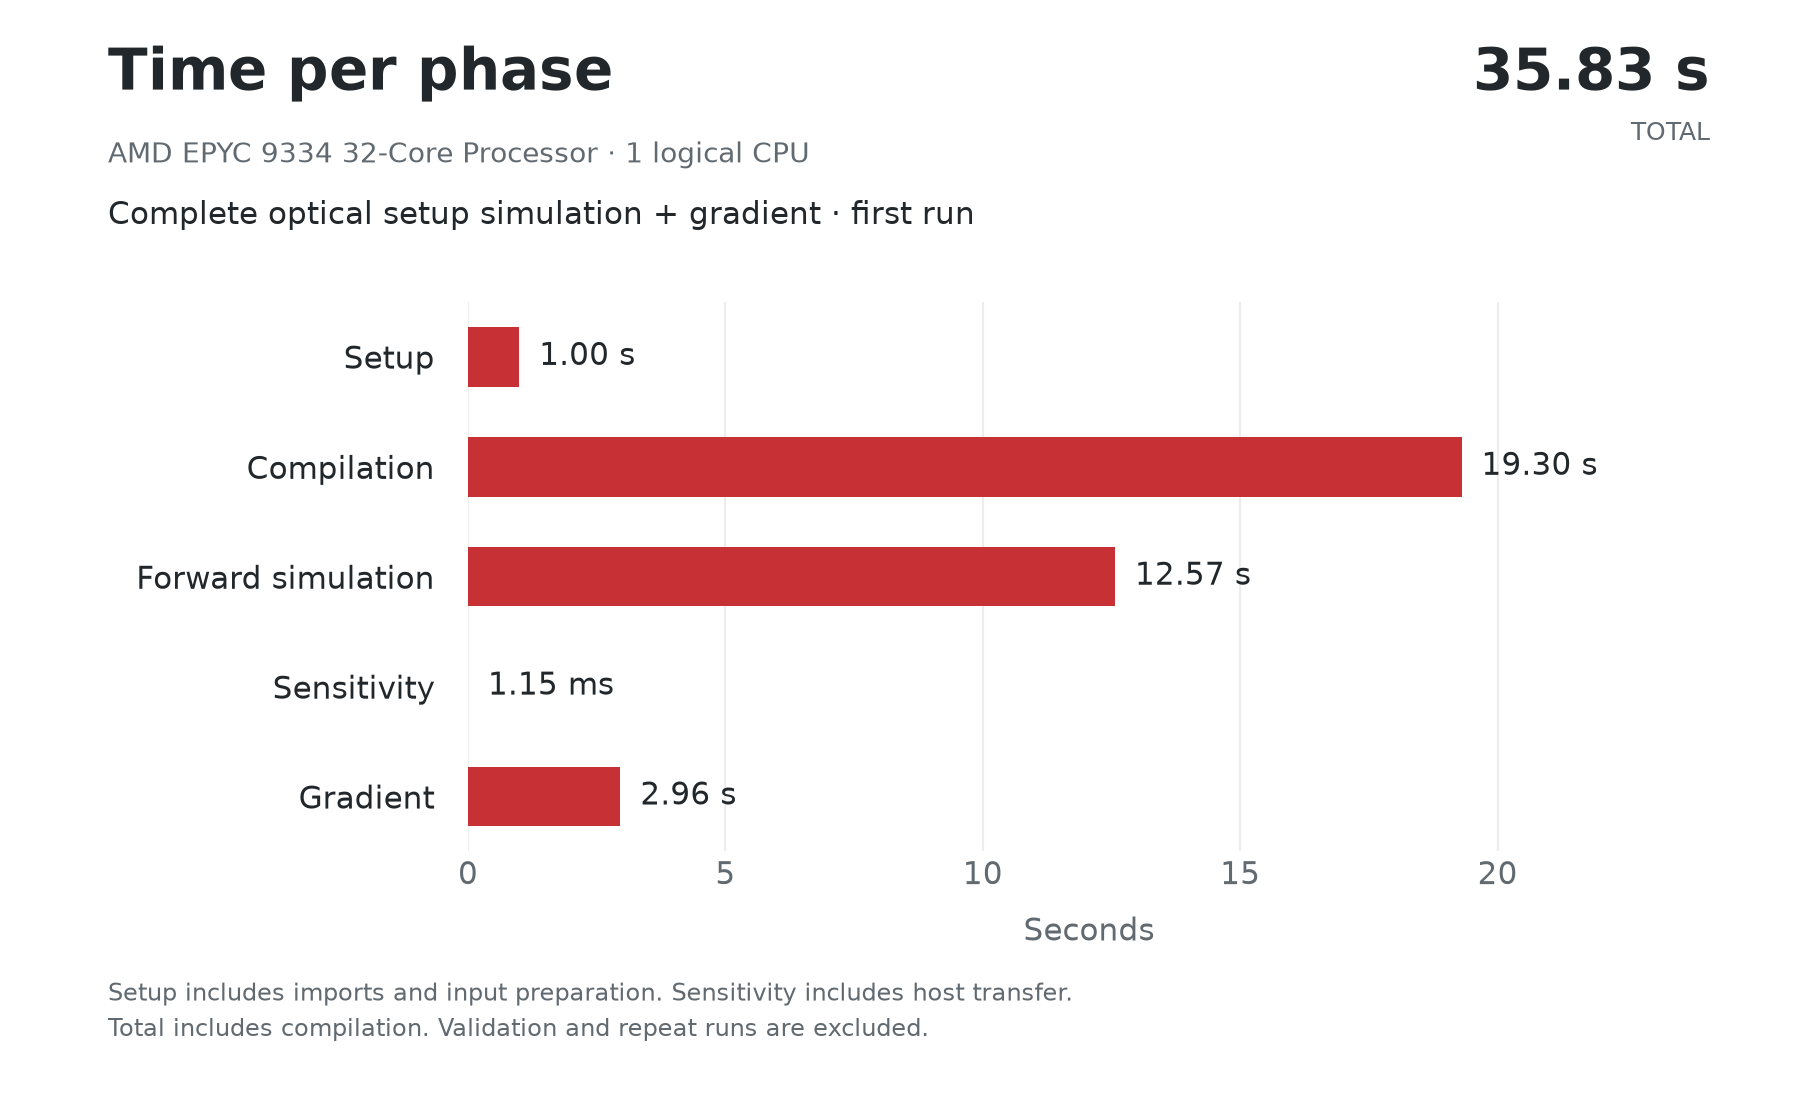 Time per phase
35.83 s
TOTAL
AMD EPYC 9334 32-Core Processor · 1 logical CPU
Complete optical setup simulation + gradient · first run
Setup 1.00 s
Compilation 19.30 s
Forward simulation 12.57 s
Sensitivity 1.15 ms
Gradient 2.96 s
0 5 10 15 20
Seconds
Setup includes imports and input preparation. Sensitivity includes host transfer.
Total includes compilation. Validation and repeat runs are excluded.